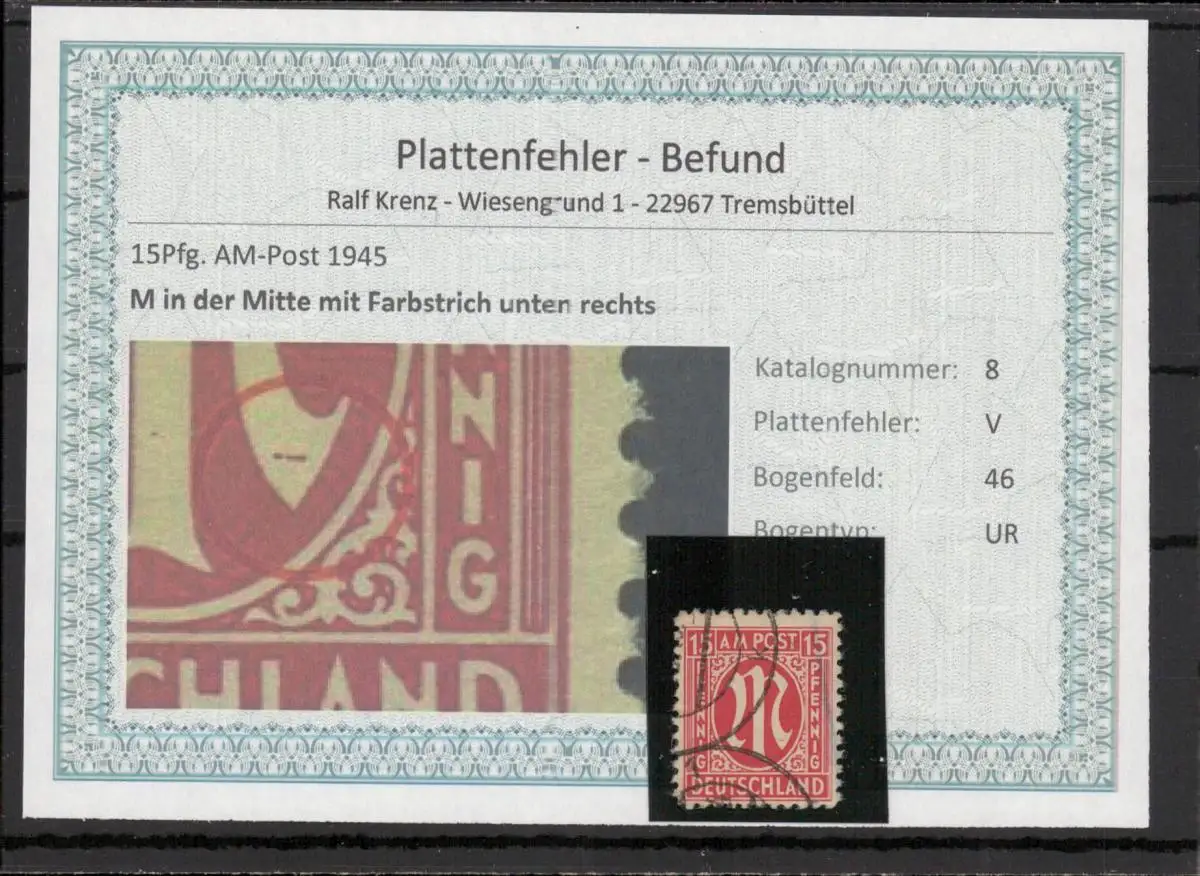 Plattenfehler - Befund
Ralf Krenz - Wiesengrund 1 - 22967 Tremsbüttel
15Pfg. AM-Post 1945
M in der Mitte mit Farbstrich unten rechts
Katalognummer: 8
Plattenfehler: V
Bogenfeld: 46
Bogentyp: UR
NNIG
CHLAND
15 AM POST 15
PFENNIG
PFENNIG
M
DEUTSCHLAND